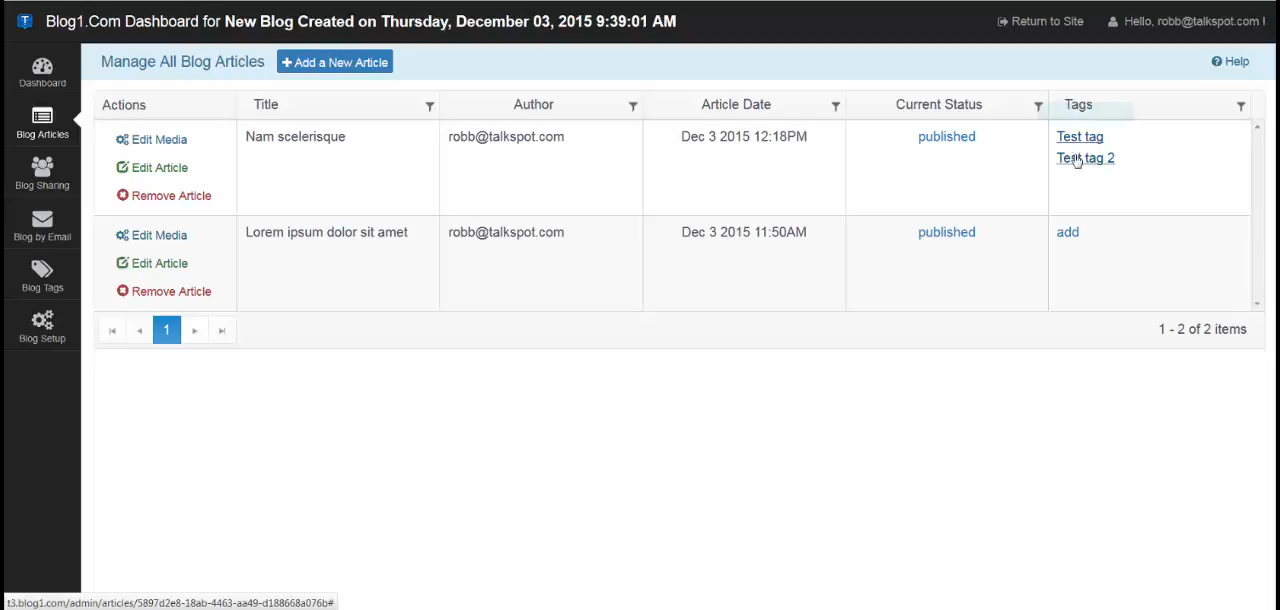 Blog1.Com Dashboard for New Blog Created on Thursday, December 03, 2015 9:39:01 AM
Return to Site
Hello, robb@talkspot.com !
Dashboard
Blog Articles
Blog Sharing
Blog by Email
Blog Tags
Blog Setup
Manage All Blog Articles
Add a New Article
Help
Actions Title Author Article Date Current Status Tags
Edit Media Nam scelerisque robb@talkspot.com Dec 3 2015 12:18PM published Test tag
Test tag 2
Edit Article
Remove Article
Edit Media Lorem ipsum dolor sit amet robb@talkspot.com Dec 3 2015 11:50AM published add
Edit Article
Remove Article
1 1 - 2 of 2 items
t3.blog1.com/admin/articles/5897d2e8-18ab-4463-aa49-d188668a076b#